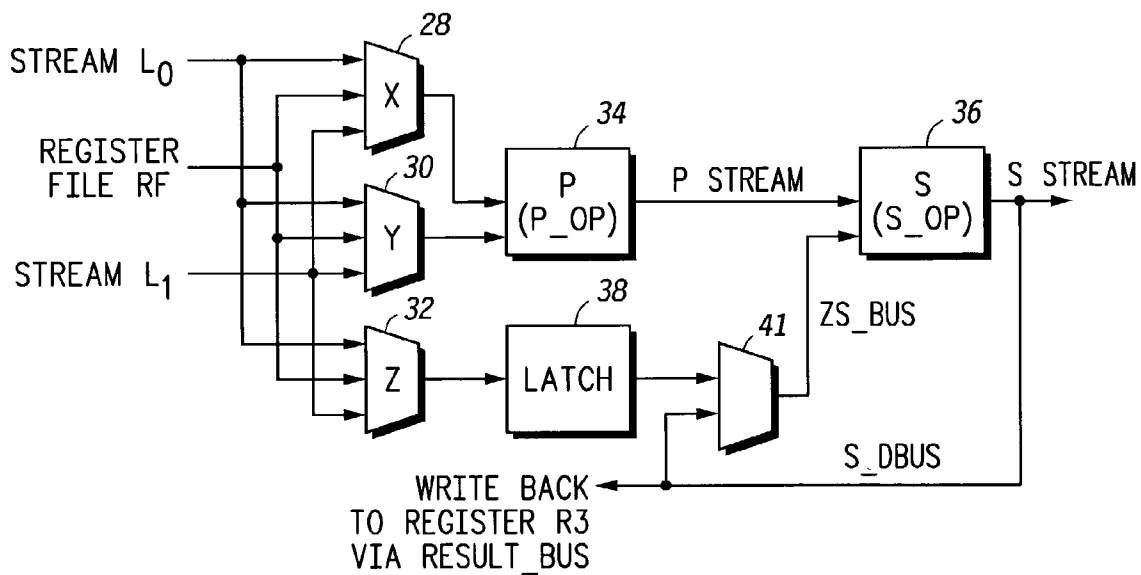 28
STREAM L0
X
34
36
REGISTER
FILE RF
30
P
(P_OP)
P STREAM
S
(S_OP)
S STREAM
Y
STREAM L1
32
38
41
ZS_BUS
Z
LATCH
S_DBUS
WRITE BACK
TO REGISTER R3
VIA RESULT_BUS